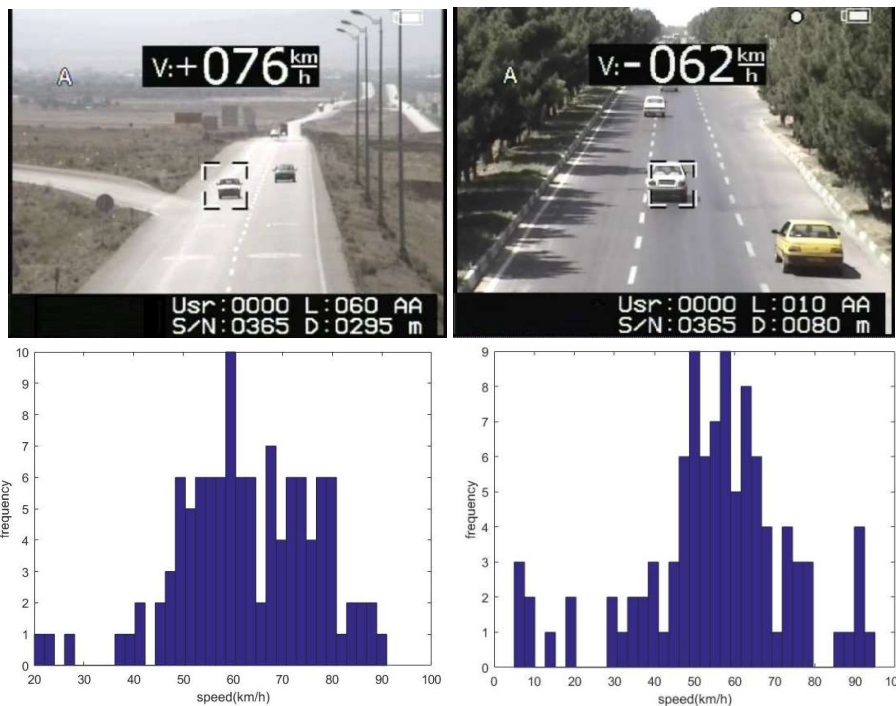 V:+076 km/h
A
Usr:0000 L:060 AA
S/N:0365 D:0295 m
V:-062 km/h
A
Usr:0000 L:010 AA
S/N:0365 D:0080 m
10
9
8
7
6
5
4
3
2
1
0
frequency
20 30 40 50 60 70 80 90 100
speed(km/h)
9
8
7
6
5
4
3
2
1
0
frequency
0 10 20 30 40 50 60 70 80 90 100
speed(km/h)